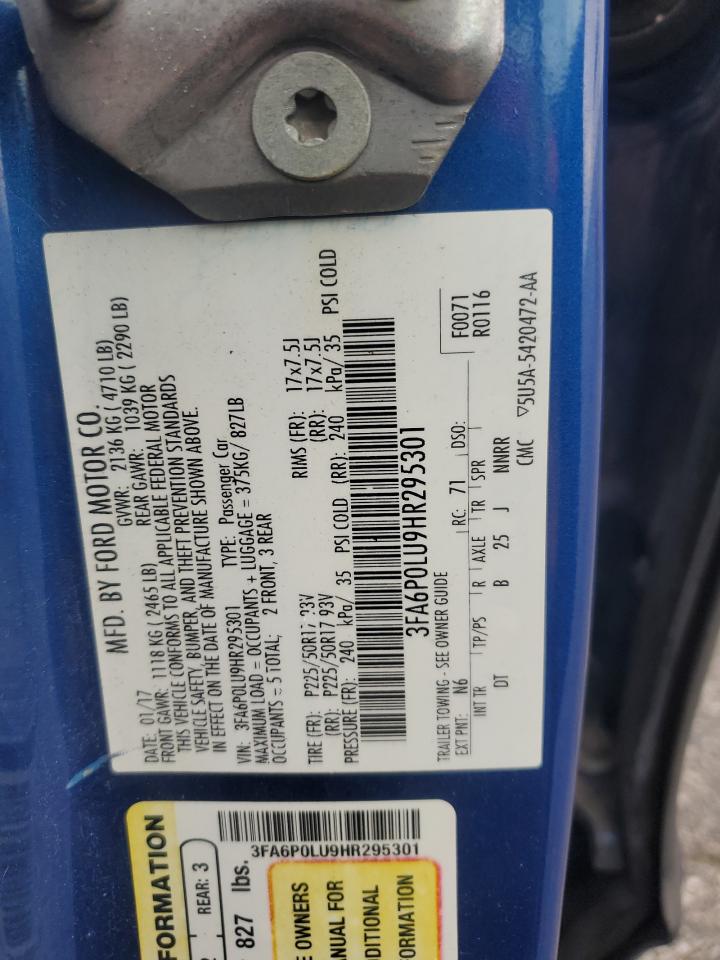 MFD. BY FORD MOTOR CO.
DATE: 01/17 GVWR: 2136 KG ( 4710 LB)
FRONT GAWR: 1118 KG ( 2465 LB) REAR GAWR: 1039 KG ( 2290 LB)
THIS VEHICLE CONFORMS TO ALL APPLICABLE FEDERAL MOTOR
VEHICLE SAFETY, BUMPER, AND THEFT PREVENTION STANDARDS
IN EFFECT ON THE DATE OF MANUFACTURE SHOWN ABOVE.
VIN: 3FA6P0LU9HR295301 TYPE: Passenger Car
MAXIMUM LOAD = OCCUPANTS + LUGGAGE = 375KG/ 827LB
OCCUPANTS = 5 TOTAL; 2 FRONT, 3 REAR
TIRE (FR): P225/50R17 93V RIMS (FR): 17x7.5J
(RR): P225/50R17 93V (RR): 17x7.5J
PRESSURE (FR): 240 kPa/ 35 PSI COLD (RR): 240 kPa/ 35 PSI COLD
3FA6P0LU9HR295301
TRAILER TOWING - SEE OWNER GUIDE
EXT PNT: N6 RC: 71 DSO: F0071
R0116
INT TR TP/PS R AXLE TR SPR
DT B 25 J NNRR
CMC ▽5U5A-5420472-AA
FORMATION
REAR: 3
827 lbs.
3FA6P0LU9HR295301
OWNERS
ANUAL FOR
DDITIONAL
FORMATION